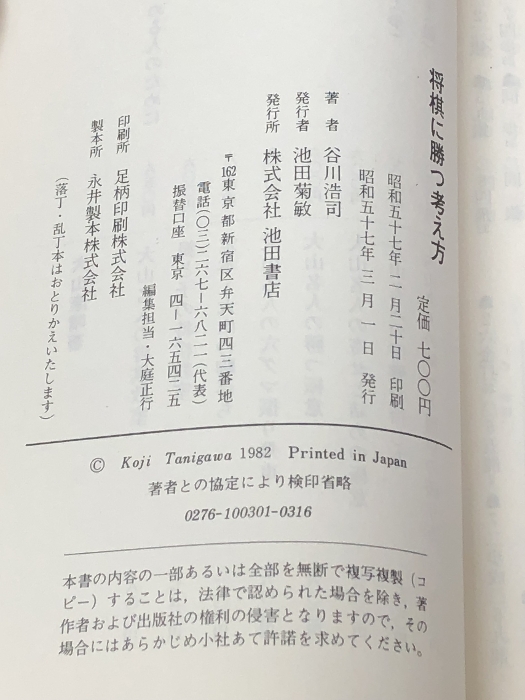 将棋に勝つ考え方
定価 七〇〇円
昭和五十七年 二月二十日 印刷
昭和五十七年 三月一日 発行
著者 谷川浩司
発行者 池田菊敏
発行所 株式会社 池田書店
〒162 東京都新宿区弁天町四三番地
電話(〇三)二六七―六八二一(代表)
振替口座 東京 四―一六五四二五
編集担当・大庭正行
印刷所 足柄印刷株式会社
製本所 永井製本株式会社
(落丁・乱丁本はおとりかえいたします)
© Koji Tanigawa 1982 Printed in Japan
著者との協定により検印省略
0276-100301-0316
本書の内容の一部あるいは全部を無断で複写複製(コ
ピー)することは,法律で認められた場合を除き,著
作者および出版社の権利の侵害となりますので,その
場合にはあらかじめ小社あて許諾を求めてください。